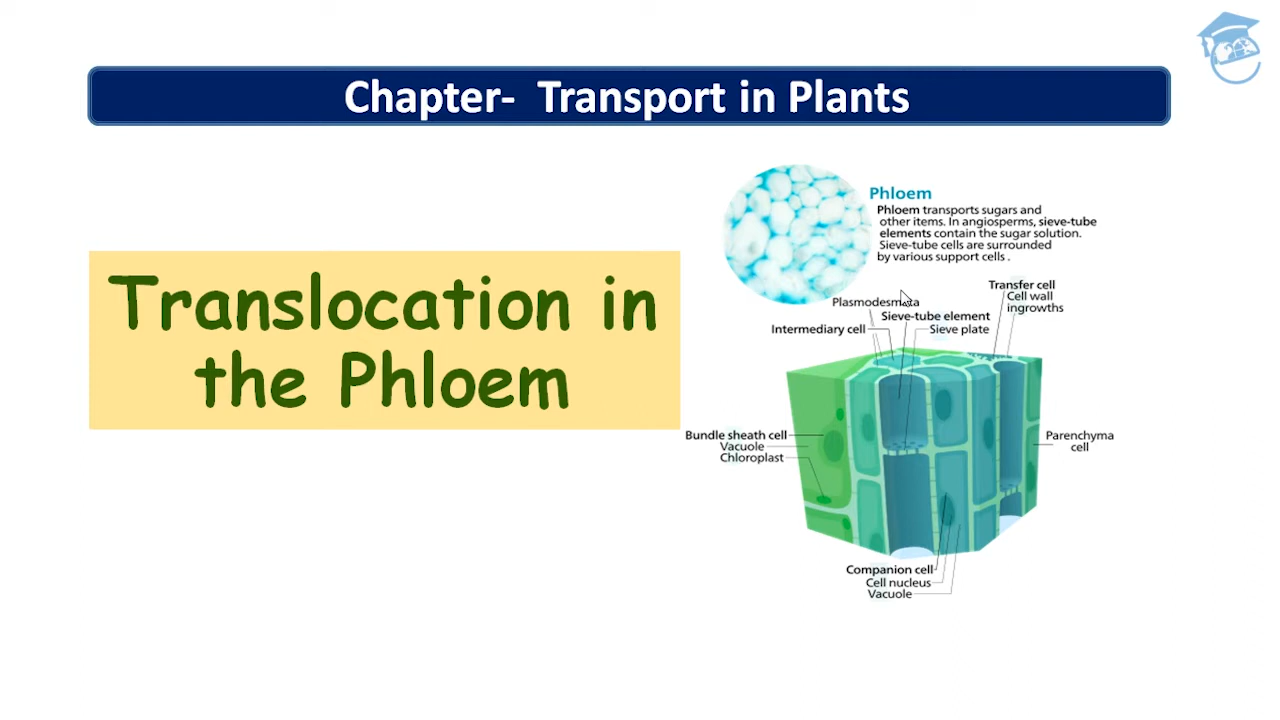 Chapter-  Transport in Plants
Translocation in
the Phloem
Phloem
Phloem transports sugars and
other items. In angiosperms, sieve-tube
elements contain the sugar solution.
Sieve-tube cells are surrounded
by various support cells .
Transfer cell
Cell wall
ingrowths
Plasmodesmata
Sieve-tube element
Intermediary cell
Sieve plate
Bundle sheath cell
Vacuole
Chloroplast
Parenchyma
cell
Companion cell
Cell nucleus
Vacuole